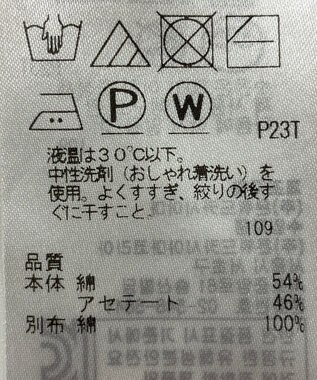 P W
P23T
液温は30℃以下。
中性洗剤(おしゃれ着洗い)を
使用。よくすすぎ、絞りの後す
ぐに干すこと。
109
品質
本体 綿 54%
アセテート 46%
別布 綿 100%